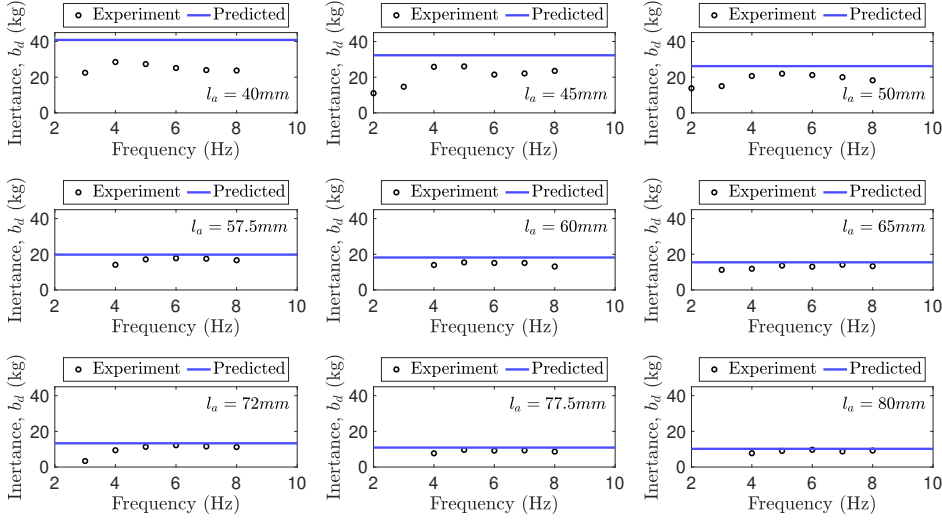 Experiment Predicted
Inertance, b_d (kg)
40
20
0
l_a = 40mm
2 4 6 8 10
Frequency (Hz)
Experiment Predicted
Inertance, b_d (kg)
40
20
0
l_a = 45mm
2 4 6 8 10
Frequency (Hz)
Experiment Predicted
Inertance, b_d (kg)
40
20
0
l_a = 50mm
2 4 6 8 10
Frequency (Hz)
Experiment Predicted
Inertance, b_d (kg)
40
20
0
l_a = 57.5mm
2 4 6 8 10
Frequency (Hz)
Experiment Predicted
Inertance, b_d (kg)
40
20
0
l_a = 60mm
2 4 6 8 10
Frequency (Hz)
Experiment Predicted
Inertance, b_d (kg)
40
20
0
l_a = 65mm
2 4 6 8 10
Frequency (Hz)
Experiment Predicted
Inertance, b_d (kg)
40
20
0
l_a = 72mm
2 4 6 8 10
Frequency (Hz)
Experiment Predicted
Inertance, b_d (kg)
40
20
0
l_a = 77.5mm
2 4 6 8 10
Frequency (Hz)
Experiment Predicted
Inertance, b_d (kg)
40
20
0
l_a = 80mm
2 4 6 8 10
Frequency (Hz)